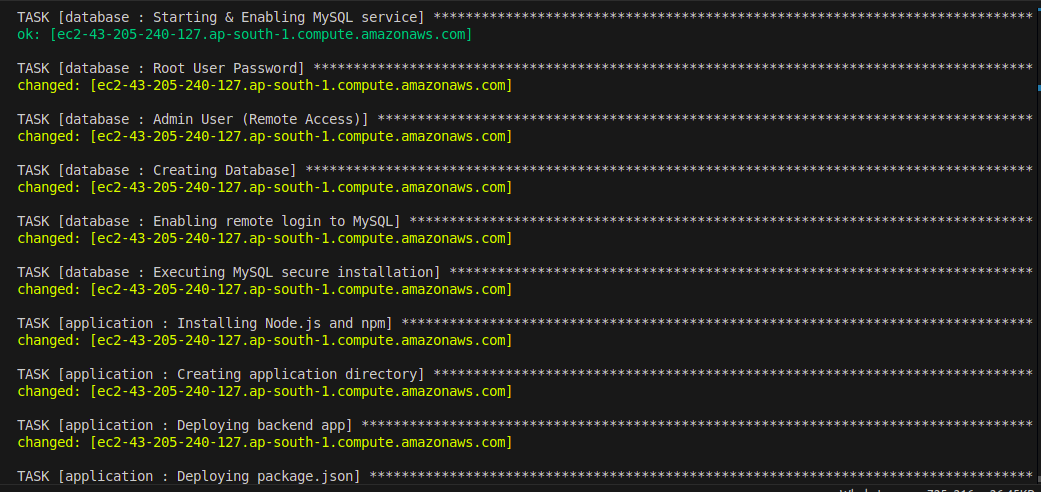 TASK [database : Starting & Enabling MySQL service] ***************************************************************************
ok: [ec2-43-205-240-127.ap-south-1.compute.amazonaws.com]
TASK [database : Root User Password] ******************************************************************************************
changed: [ec2-43-205-240-127.ap-south-1.compute.amazonaws.com]
TASK [database : Admin User (Remote Access)] **********************************************************************************
changed: [ec2-43-205-240-127.ap-south-1.compute.amazonaws.com]
TASK [database : Creating Database] *******************************************************************************************
changed: [ec2-43-205-240-127.ap-south-1.compute.amazonaws.com]
TASK [database : Enabling remote login to MySQL] ******************************************************************************
changed: [ec2-43-205-240-127.ap-south-1.compute.amazonaws.com]
TASK [database : Executing MySQL secure installation] *************************************************************************
changed: [ec2-43-205-240-127.ap-south-1.compute.amazonaws.com]
TASK [application : Installing Node.js and npm] *******************************************************************************
changed: [ec2-43-205-240-127.ap-south-1.compute.amazonaws.com]
TASK [application : Creating application directory] ***************************************************************************
changed: [ec2-43-205-240-127.ap-south-1.compute.amazonaws.com]
TASK [application : Deploying backend app] ************************************************************************************
changed: [ec2-43-205-240-127.ap-south-1.compute.amazonaws.com]
TASK [application : Deploying package.json] ***********************************************************************************